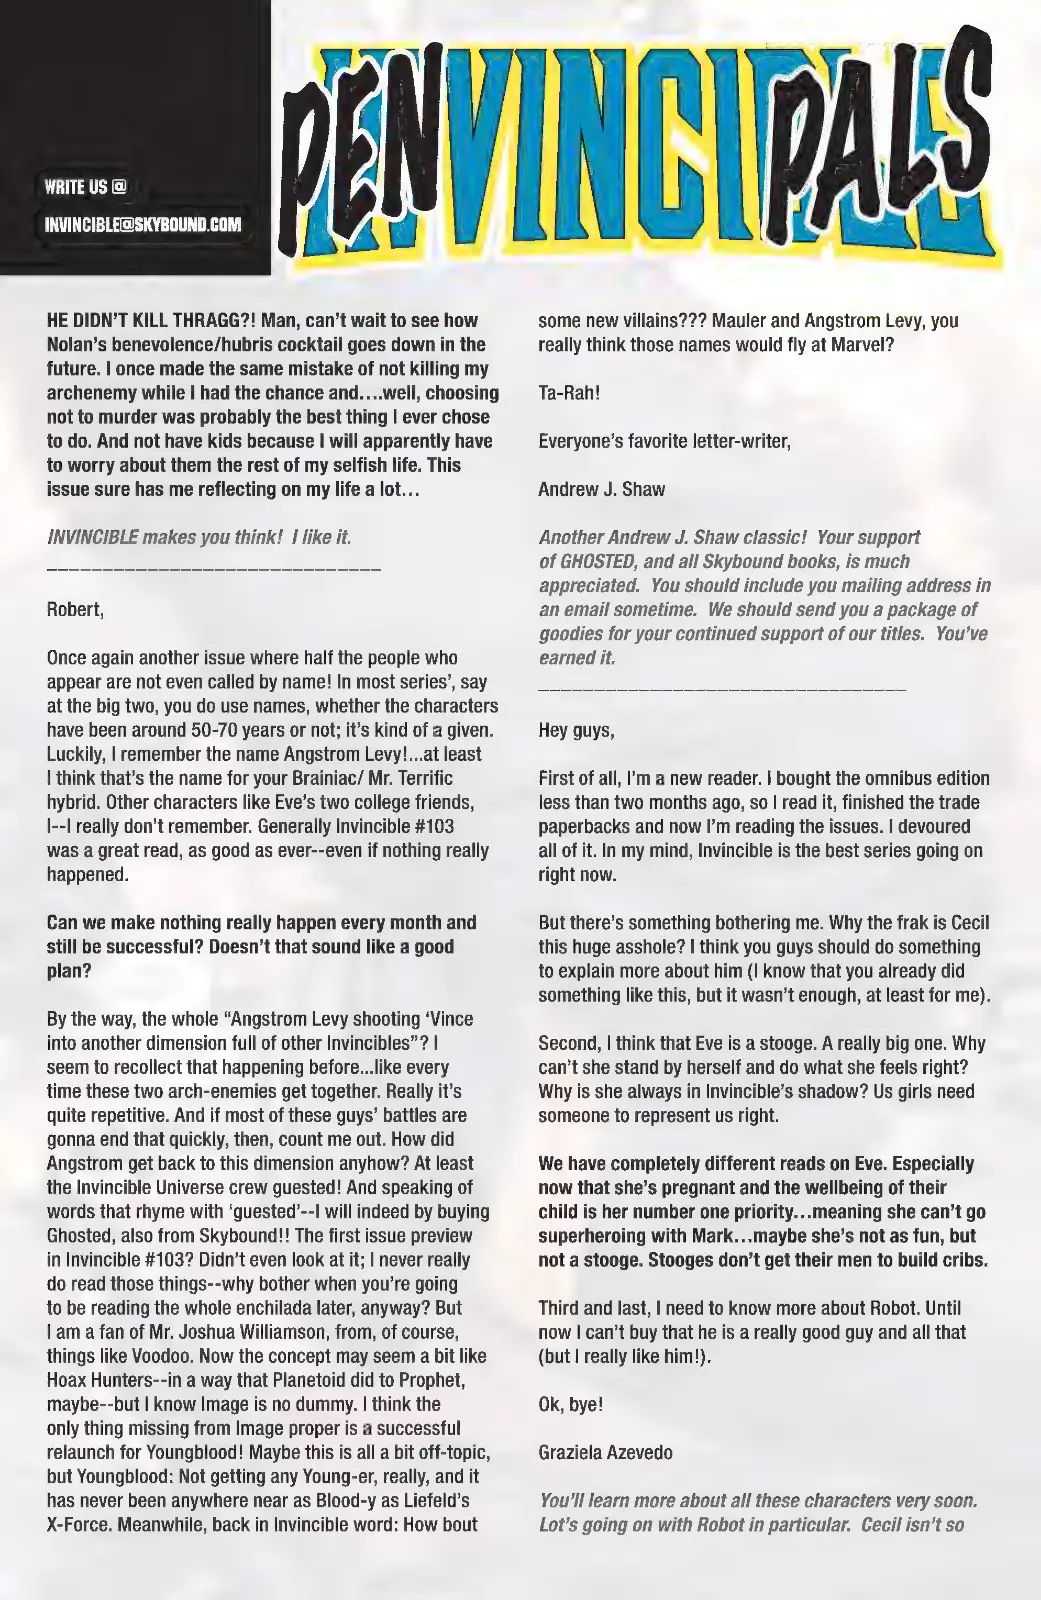 PENVINCIPALS
WRITE US @
INVINCIBLE@SKYBOUND.COM
HE DIDN'T KILL THRAGG?! Man, can't wait to see how
Nolan's benevolence/hubris cocktail goes down in the
future. I once made the same mistake of not killing my
archenemy while I had the chance and....well, choosing
not to murder was probably the best thing I ever chose
to do. And not have kids because I will apparently have
to worry about them the rest of my selfish life. This
issue sure has me reflecting on my life a lot...
INVINCIBLE makes you think! I like it.
______________________________
Robert,
Once again another issue where half the people who
appear are not even called by name! In most series', say
at the big two, you do use names, whether the characters
have been around 50-70 years or not; it's kind of a given.
Luckily, I remember the name Angstrom Levy!...at least
I think that's the name for your Brainiac/ Mr. Terrific
hybrid. Other characters like Eve's two college friends,
I--I really don't remember. Generally Invincible #103
was a great read, as good as ever--even if nothing really
happened.
Can we make nothing really happen every month and
still be successful? Doesn't that sound like a good
plan?
By the way, the whole "Angstrom Levy shooting 'Vince
into another dimension full of other Invincibles"? I
seem to recollect that happening before...like every
time these two arch-enemies get together. Really it's
quite repetitive. And if most of these guys' battles are
gonna end that quickly, then, count me out. How did
Angstrom get back to this dimension anyhow? At least
the Invincible Universe crew guested! And speaking of
words that rhyme with 'guested'--I will indeed by buying
Ghosted, also from Skybound!! The first issue preview
in Invincible #103? Didn't even look at it; I never really
do read those things--why bother when you're going
to be reading the whole enchilada later, anyway? But
I am a fan of Mr. Joshua Williamson, from, of course,
things like Voodoo. Now the concept may seem a bit like
Hoax Hunters--in a way that Planetoid did to Prophet,
maybe--but I know Image is no dummy. I think the
only thing missing from Image proper is a successful
relaunch for Youngblood! Maybe this is all a bit off-topic,
but Youngblood: Not getting any Young-er, really, and it
has never been anywhere near as Blood-y as Liefeld's
X-Force. Meanwhile, back in Invincible word: How bout
some new villains??? Mauler and Angstrom Levy, you
really think those names would fly at Marvel?
Ta-Rah!
Everyone's favorite letter-writer,
Andrew J. Shaw
Another Andrew J. Shaw classic! Your support
of GHOSTED, and all Skybound books, is much
appreciated. You should include you mailing address in
an email sometime. We should send you a package of
goodies for your continued support of our titles. You've
earned it.
_________________________________
Hey guys,
First of all, I'm a new reader. I bought the omnibus edition
less than two months ago, so I read it, finished the trade
paperbacks and now I'm reading the issues. I devoured
all of it. In my mind, Invincible is the best series going on
right now.
But there's something bothering me. Why the frak is Cecil
this huge asshole? I think you guys should do something
to explain more about him (I know that you already did
something like this, but it wasn't enough, at least for me).
Second, I think that Eve is a stooge. A really big one. Why
can't she stand by herself and do what she feels right?
Why is she always in Invincible's shadow? Us girls need
someone to represent us right.
We have completely different reads on Eve. Especially
now that she's pregnant and the wellbeing of their
child is her number one priority...meaning she can't go
superheroing with Mark...maybe she's not as fun, but
not a stooge. Stooges don't get their men to build cribs.
Third and last, I need to know more about Robot. Until
now I can't buy that he is a really good guy and all that
(but I really like him!).
Ok, bye!
Graziela Azevedo
You'll learn more about all these characters very soon.
Lot's going on with Robot in particular. Cecil isn't so